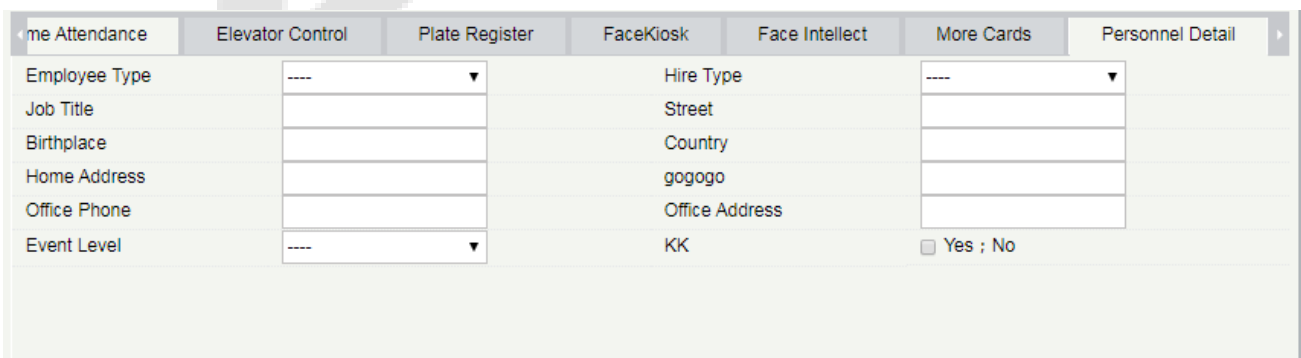 me Attendance Elevator Control Plate Register FaceKiosk Face Intellect More Cards Personnel Detail
Employee Type ---- Hire Type ----
Job Title Street
Birthplace Country
Home Address gogogo
Office Phone Office Address
Event Level ---- KK Yes ; No